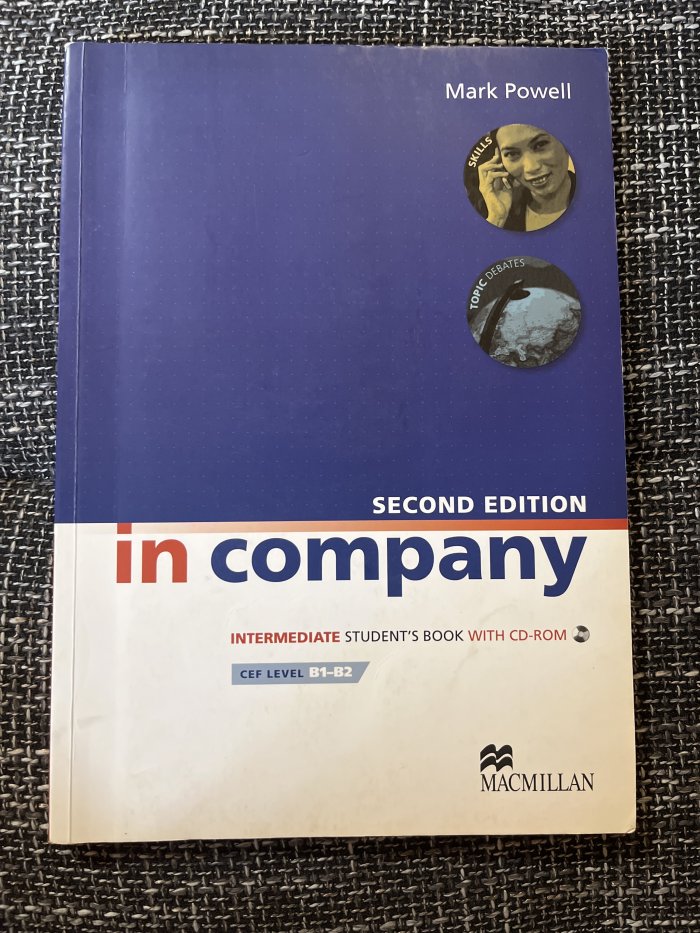 Mark Powell
SKILLS
TOPIC DEBATES
SECOND EDITION
in company
INTERMEDIATE STUDENT'S BOOK WITH CD-ROM
CEF LEVEL B1–B2
MACMILLAN